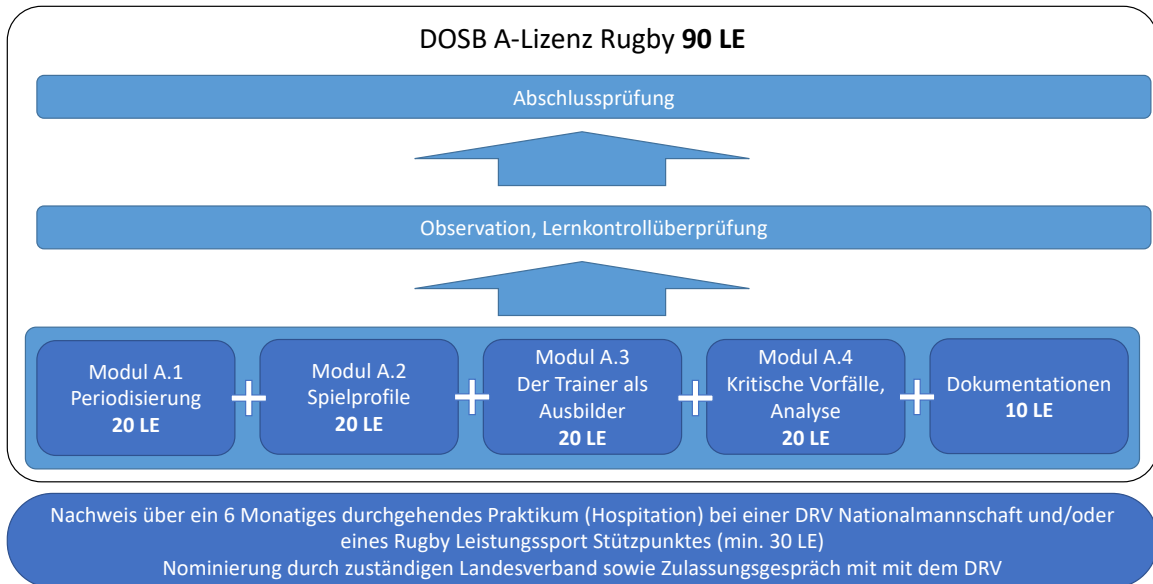 DOSB A-Lizenz Rugby 90 LE
Abschlussprüfung
Observation, Lernkontrollüberprüfung
Modul A.1
Periodisierung
20 LE
Modul A.2
Spielprofile
20 LE
Modul A.3
Der Trainer als
Ausbilder
20 LE
Modul A.4
Kritische Vorfälle,
Analyse
20 LE
Dokumentationen
10 LE
Nachweis über ein 6 Monatiges durchgehendes Praktikum (Hospitation) bei einer DRV Nationalmannschaft und/oder
eines Rugby Leistungssport Stützpunktes (min. 30 LE)
Nominierung durch zuständigen Landesverband sowie Zulassungsgespräch mit mit dem DRV